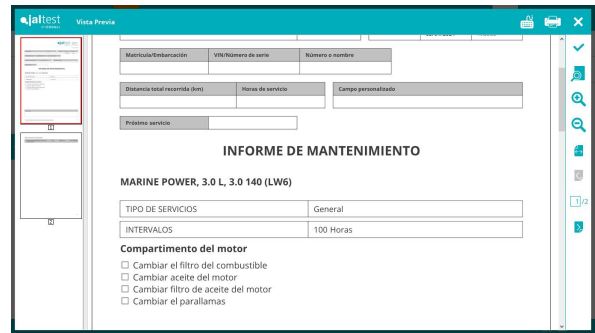 jaltest
Vista Previa
Matrícula/Embarcación VIN/Número de serie Número o nombre
Distancia total recorrida (km) Horas de servicio Campo personalizado
Próximo servicio
INFORME DE MANTENIMIENTO
MARINE POWER, 3.0 L, 3.0 140 (LW6)
TIPO DE SERVICIOS General
INTERVALOS 100 Horas
Compartimento del motor
Cambiar el filtro del combustible
Cambiar aceite del motor
Cambiar filtro de aceite del motor
Cambiar el parallamas
1
2
1 /2